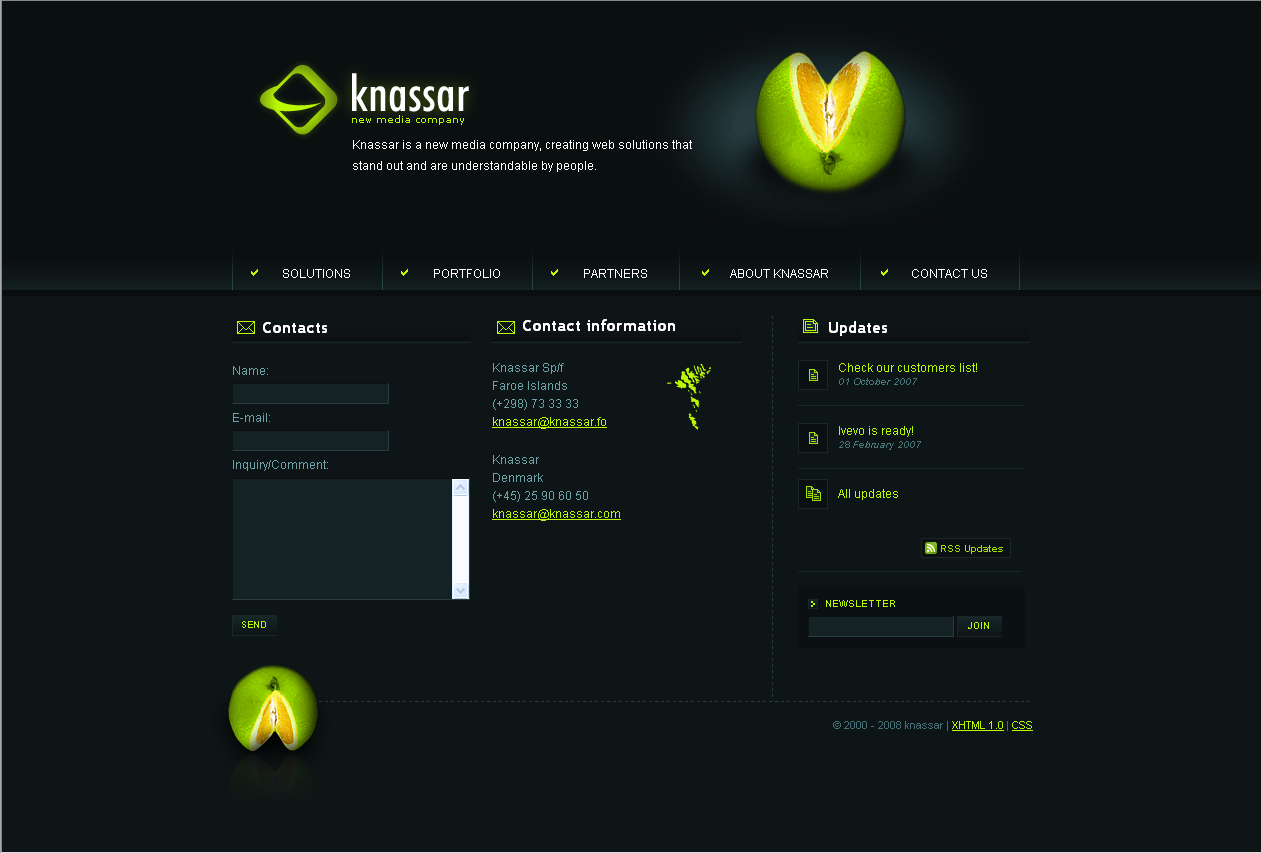 knassar
new media company
Knassar is a new media company, creating web solutions that
stand out and are understandable by people.
SOLUTIONS
PORTFOLIO
PARTNERS
ABOUT KNASSAR
CONTACT US
Contacts
Name:
E-mail:
Inquiry/Comment:
SEND
Contact information
Knassar Sp/f
Faroe Islands
(+298) 73 33 33
knassar@knassar.fo
Knassar
Denmark
(+45) 25 90 60 50
knassar@knassar.com
Updates
Check our customers list!
01 October 2007
Ivevo is ready!
28 February 2007
All updates
RSS Updates
NEWSLETTER
JOIN
© 2000 - 2008 knassar | XHTML 1.0 | CSS